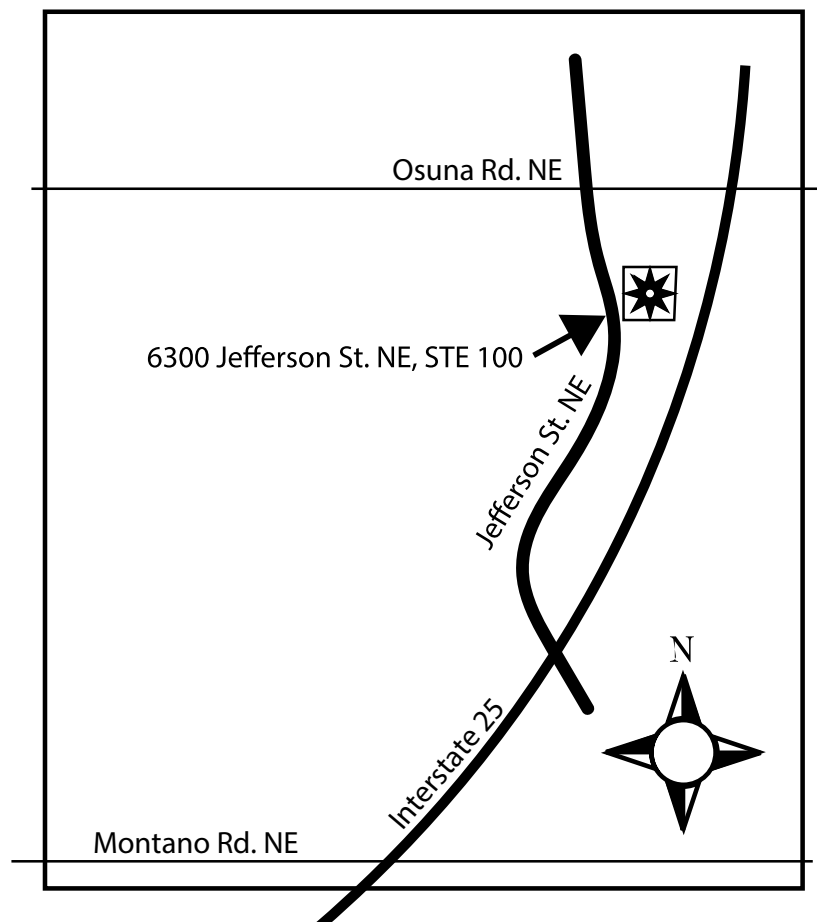 Osuna Rd. NE
6300 Jefferson St. NE, STE 100
Jefferson St. NE
N
Interstate 25
Montano Rd. NE